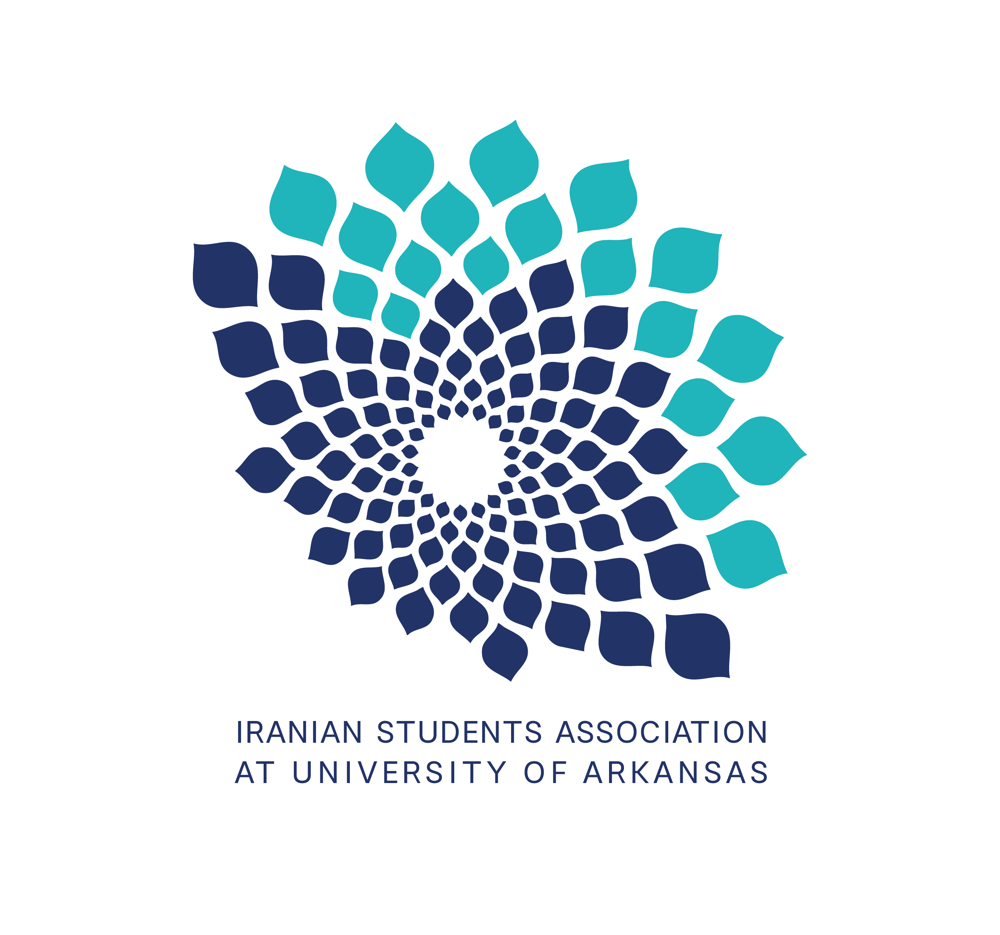 IRANIAN STUDENTS ASSOCIATION
AT UNIVERSITY OF ARKANSAS